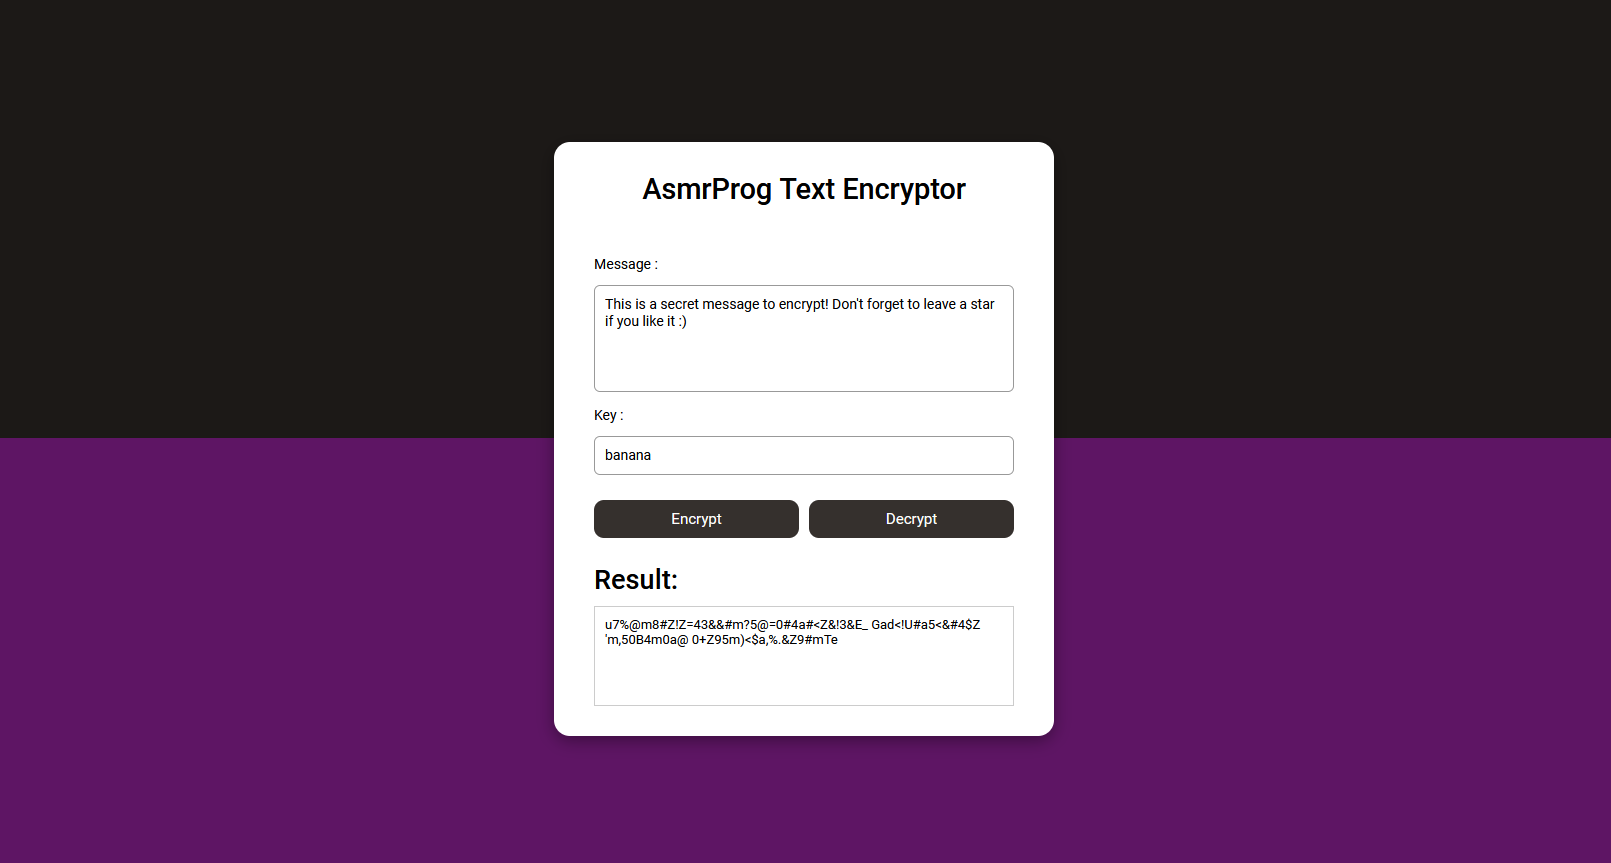 AsmrProg Text Encryptor
Message :
This is a secret message to encrypt! Don't forget to leave a star
if you like it :)
Key :
banana
Encrypt
Decrypt
Result:
u7%@m8#Z!Z=43&&#m?5@=0#4a#<Z&!3&E_ Gad<!U#a5<&#4$Z
'm,50B4m0a@ 0+Z95m)<$a,%.&Z9#mTe